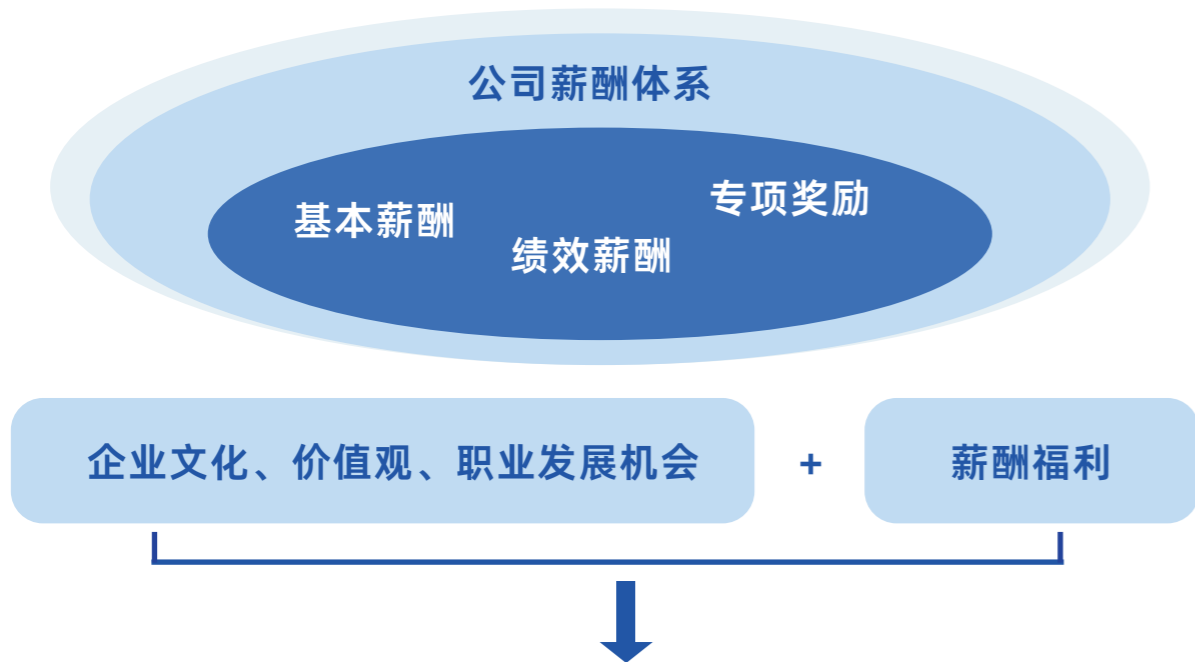 公司薪酬体系
基本薪酬
绩效薪酬
专项奖励
企业文化、价值观、职业发展机会
+
薪酬福利